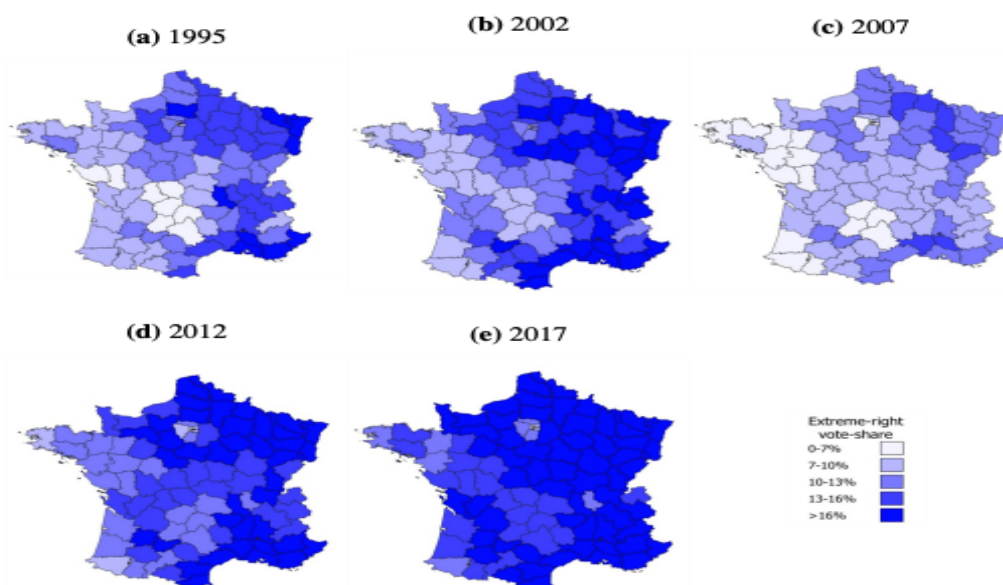 (a) 1995
(b) 2002
(c) 2007
(d) 2012
(e) 2017
Extreme-right
vote-share
0-7%
7-10%
10-13%
13-16%
>16%